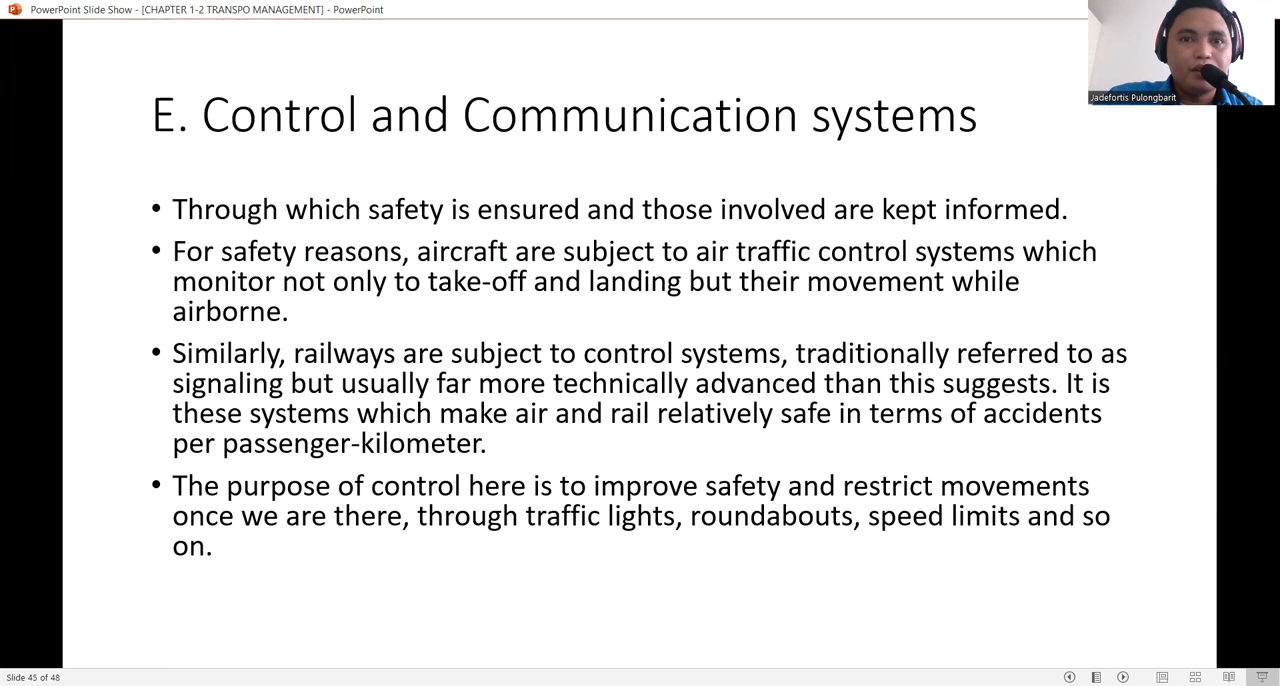 PowerPoint Slide Show - [CHAPTER 1-2 TRANSPO MANAGEMENT] - PowerPoint
Jadefortis Pulongbarit
E. Control and Communication systems
• Through which safety is ensured and those involved are kept informed.
• For safety reasons, aircraft are subject to air traffic control systems which
monitor not only to take-off and landing but their movement while
airborne.
• Similarly, railways are subject to control systems, traditionally referred to as
signaling but usually far more technically advanced than this suggests. It is
these systems which make air and rail relatively safe in terms of accidents
per passenger-kilometer.
• The purpose of control here is to improve safety and restrict movements
once we are there, through traffic lights, roundabouts, speed limits and so
on.
Slide 45 of 48